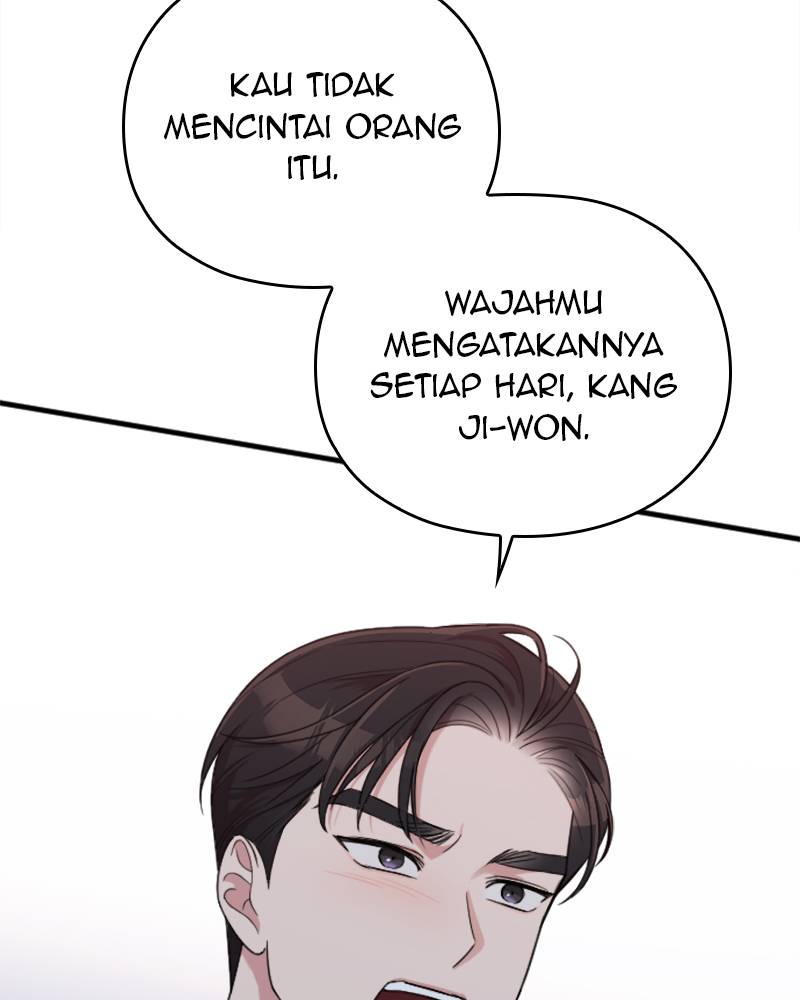 KAU TIDAK
MENCINTAI ORANG
ITU.
WAJAHMU
MENGATAKANNYA
SETIAP HARI, KANG
JI-WON.